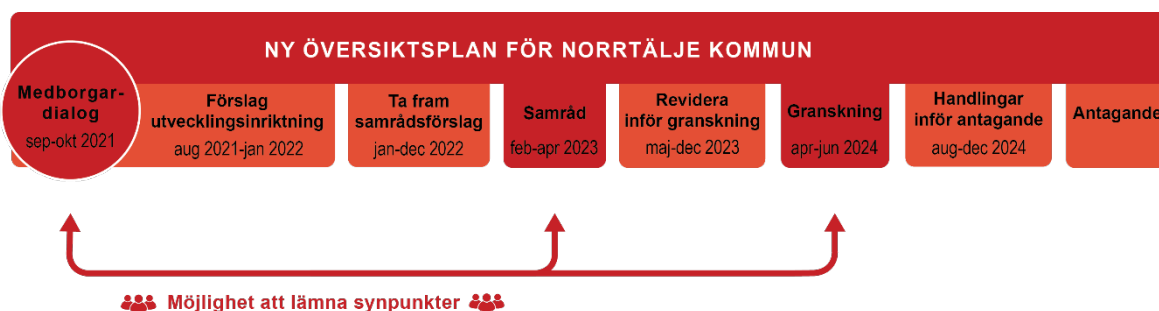 NY ÖVERSIKTSPLAN FÖR NORRTÄLJE KOMMUN
Medborgar-
dialog
sep-okt 2021
Förslag
utvecklingsinriktning
aug 2021-jan 2022
Ta fram
samrådsförslag
jan-dec 2022
Samråd
feb-apr 2023
Revidera
inför granskning
maj-dec 2023
Granskning
apr-jun 2024
Handlingar
inför antagande
aug-dec 2024
Antagande
Möjlighet att lämna synpunkter